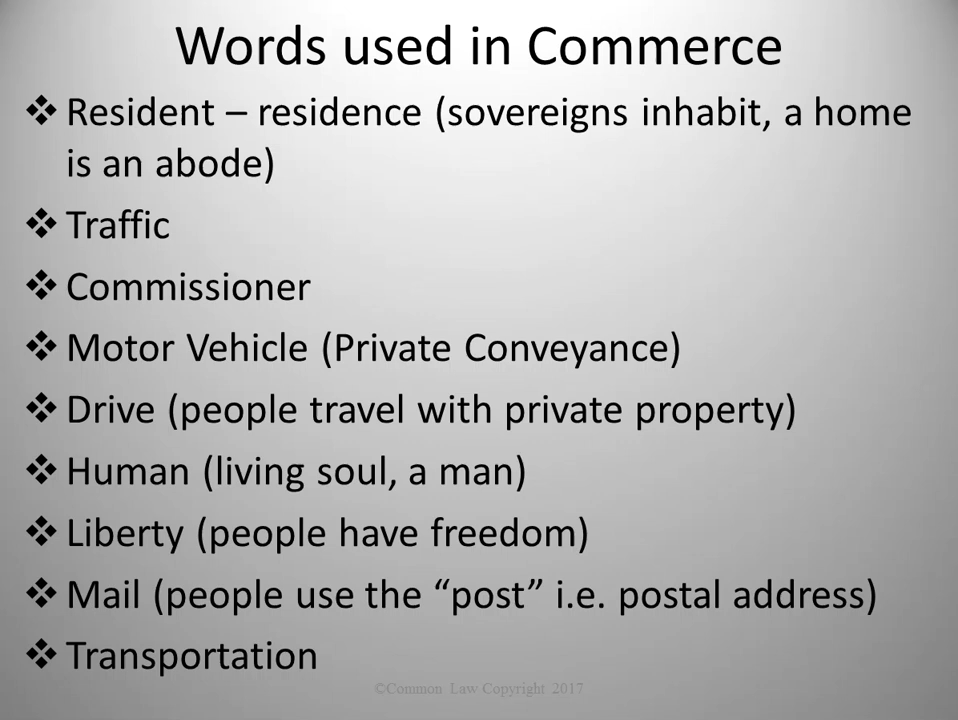 Words used in Commerce
❖ Resident – residence (sovereigns inhabit, a home
is an abode)
❖ Traffic
❖ Commissioner
❖ Motor Vehicle (Private Conveyance)
❖ Drive (people travel with private property)
❖ Human (living soul, a man)
❖ Liberty (people have freedom)
❖ Mail (people use the “post” i.e. postal address)
❖ Transportation
©Common Law Copyright 2017